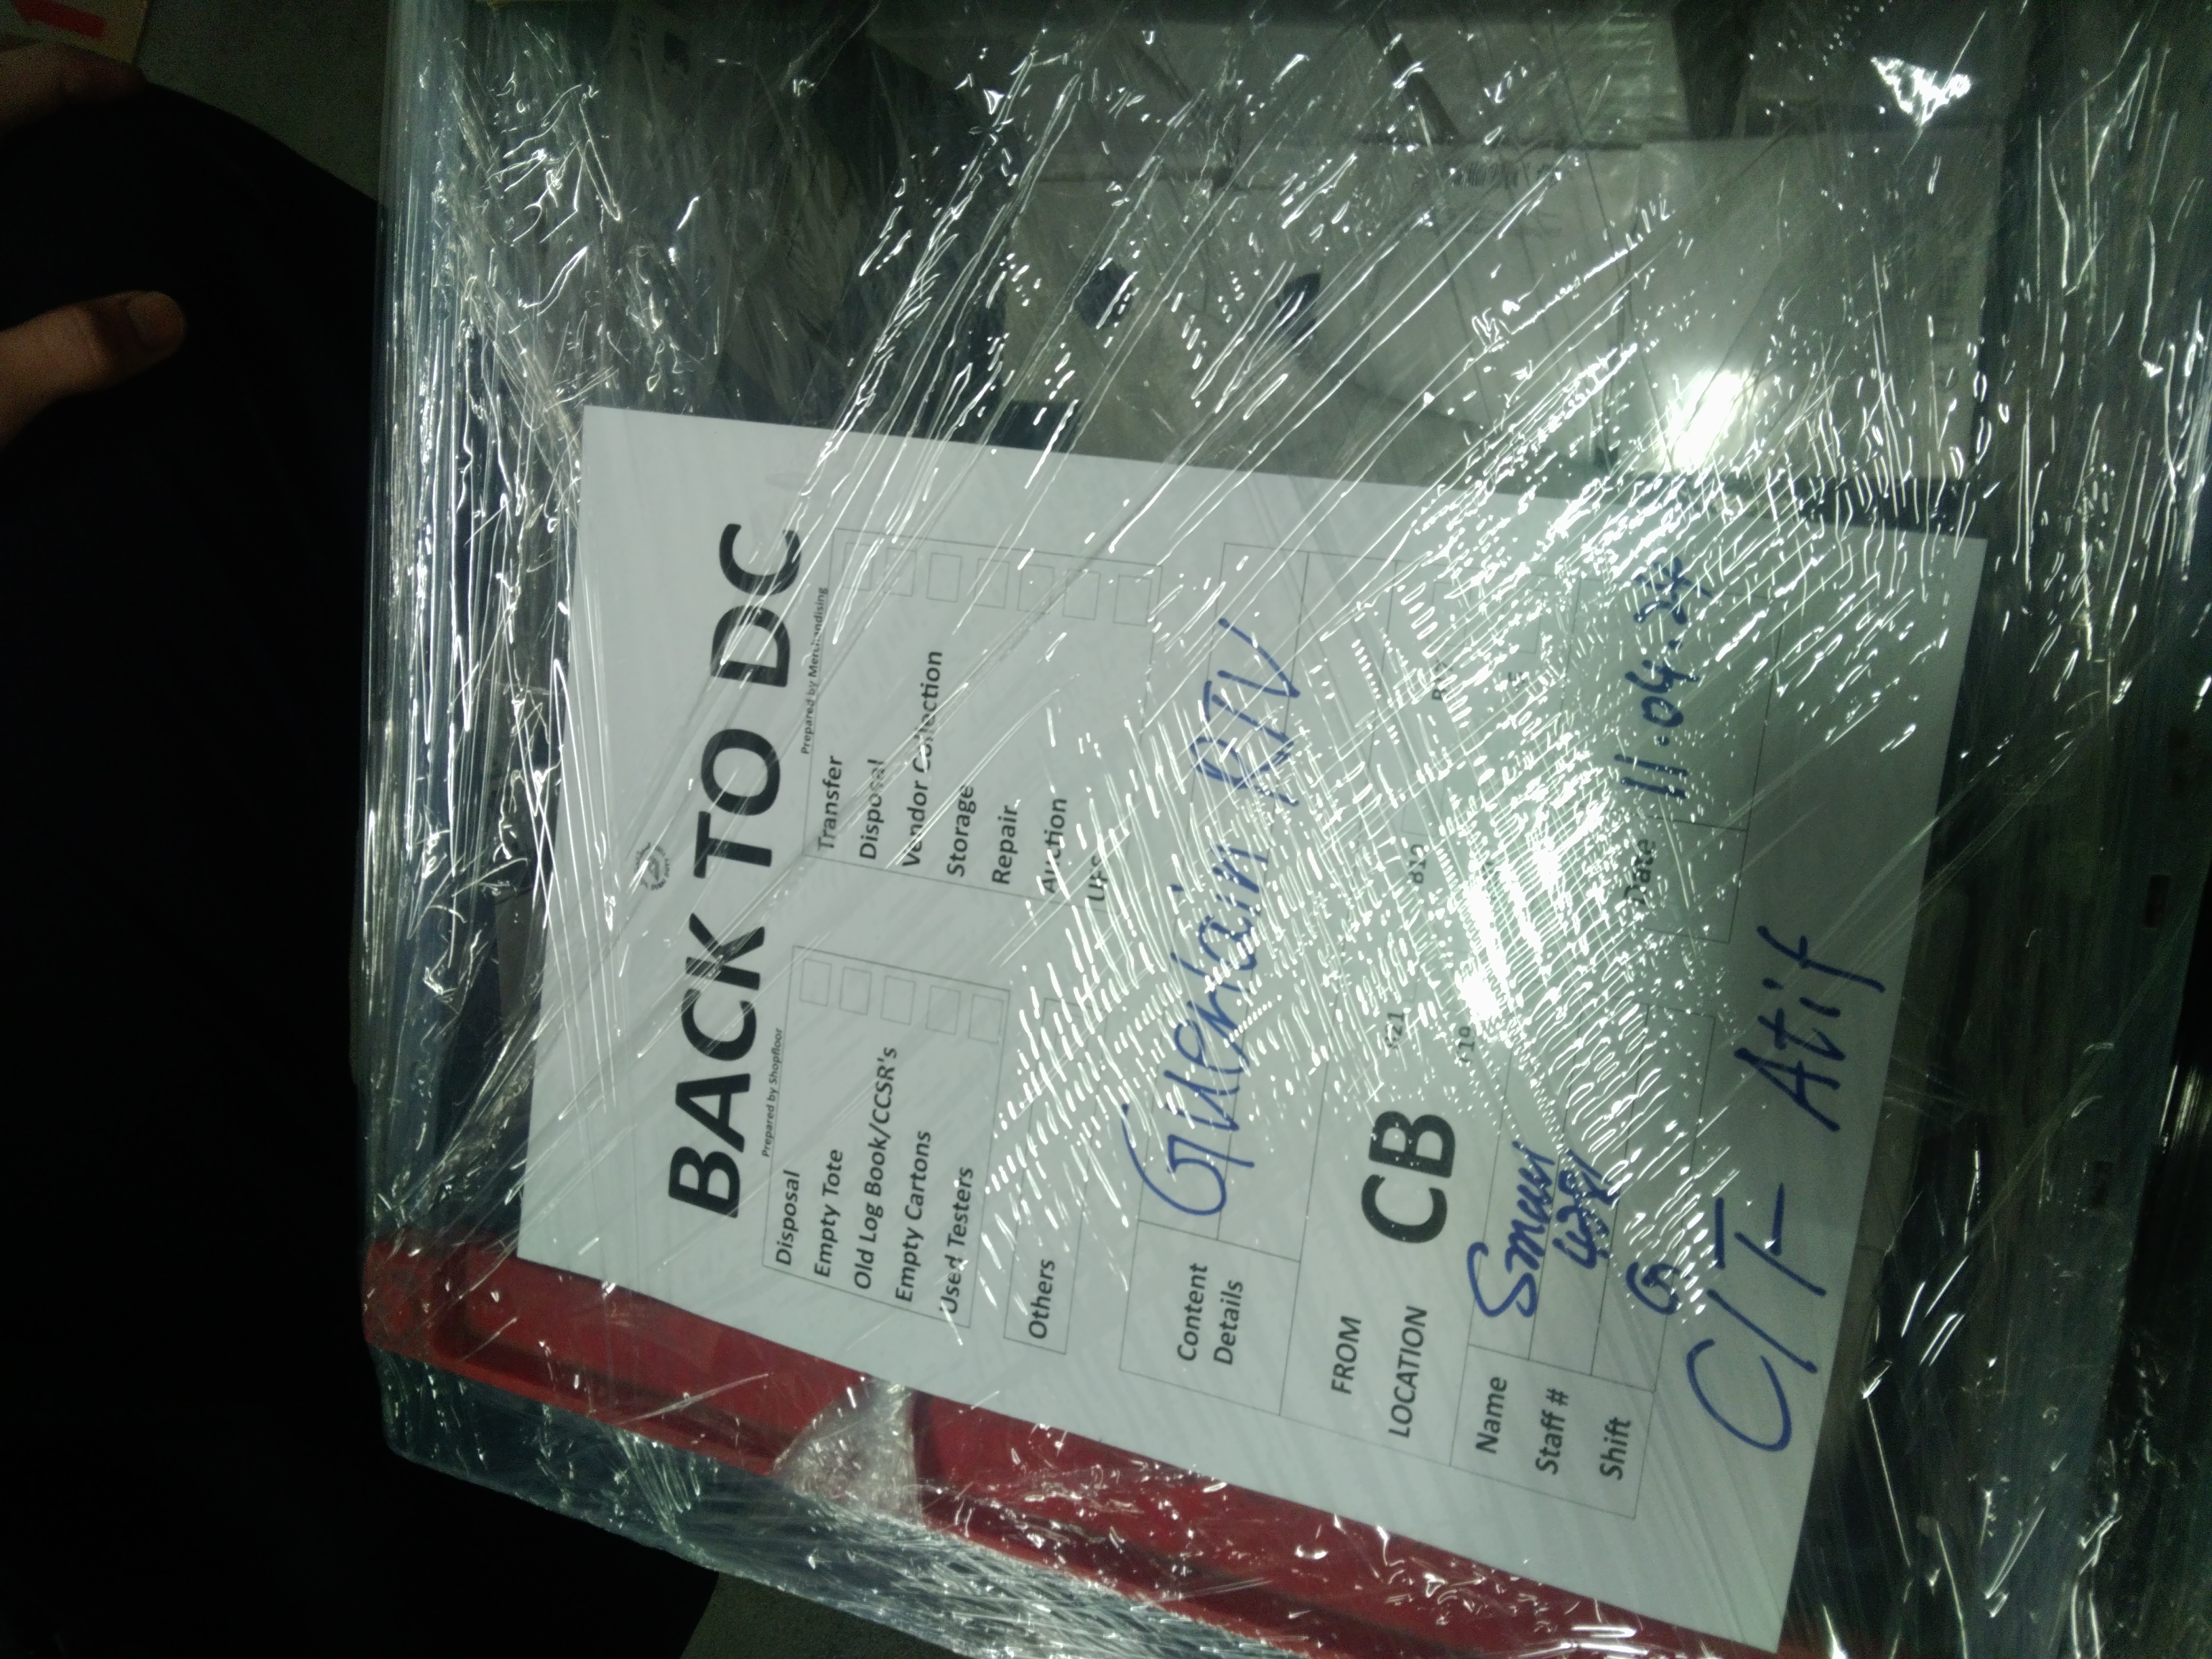 BACK TO DC
Prepared by Shopfloor
Disposal
Empty Tote
Old Log Book/CCSR's
Empty Cartons
Used Testers
Prepared by Merchandising
Transfer
Disposal
Vendor Collection
Storage
Repair
Auction
Others
Content Details Guerlain RTV
FROM LOCATION CB
Name
Staff #
Shift G
Date 11.04.24
C/F Atif